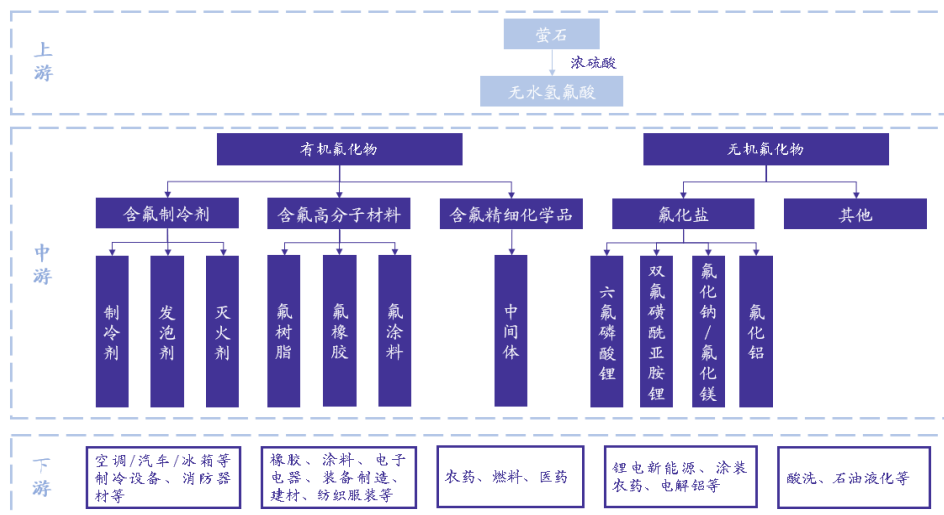 上游
萤石
浓硫酸
无水氢氟酸
中游
有机氟化物
无机氟化物
含氟制冷剂
含氟高分子材料
含氟精细化学品
氟化盐
其他
制冷剂
发泡剂
灭火剂
氟树脂
氟橡胶
氟涂料
中间体
六氟磷酸锂
双氟磺酰亚胺锂
氟化钠/氟化镁
氟化铝
下游
空调/汽车/冰箱等
制冷设备、消防器
材等
橡胶、涂料、电子
电器、装备制造、
建材、纺织服装等
农药、燃料、医药
锂电新能源、涂装
农药、电解铝等
酸洗、石油液化等